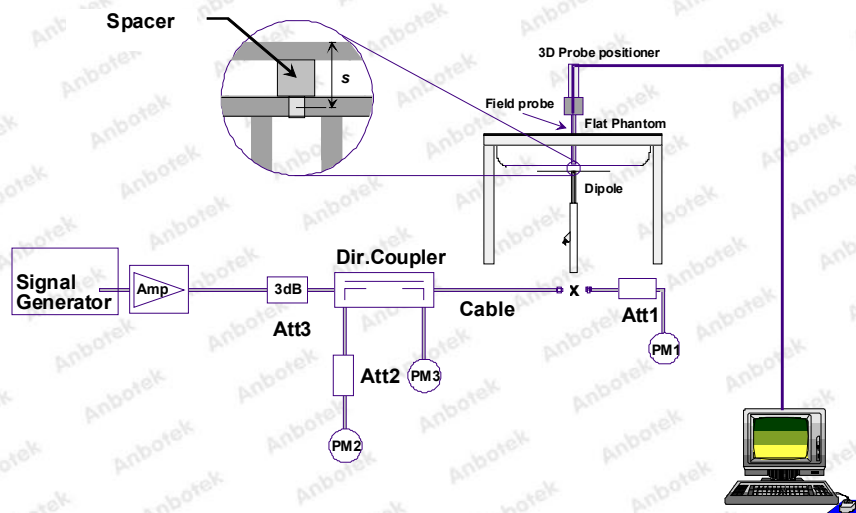 Spacer
s
3D Probe positioner
Field probe
Flat Phantom
Dipole
Signal
Generator
Amp
3dB
Att3
Dir.Coupler
Cable
x
Att1
PM1
Att2
PM3
PM2
Anbotek